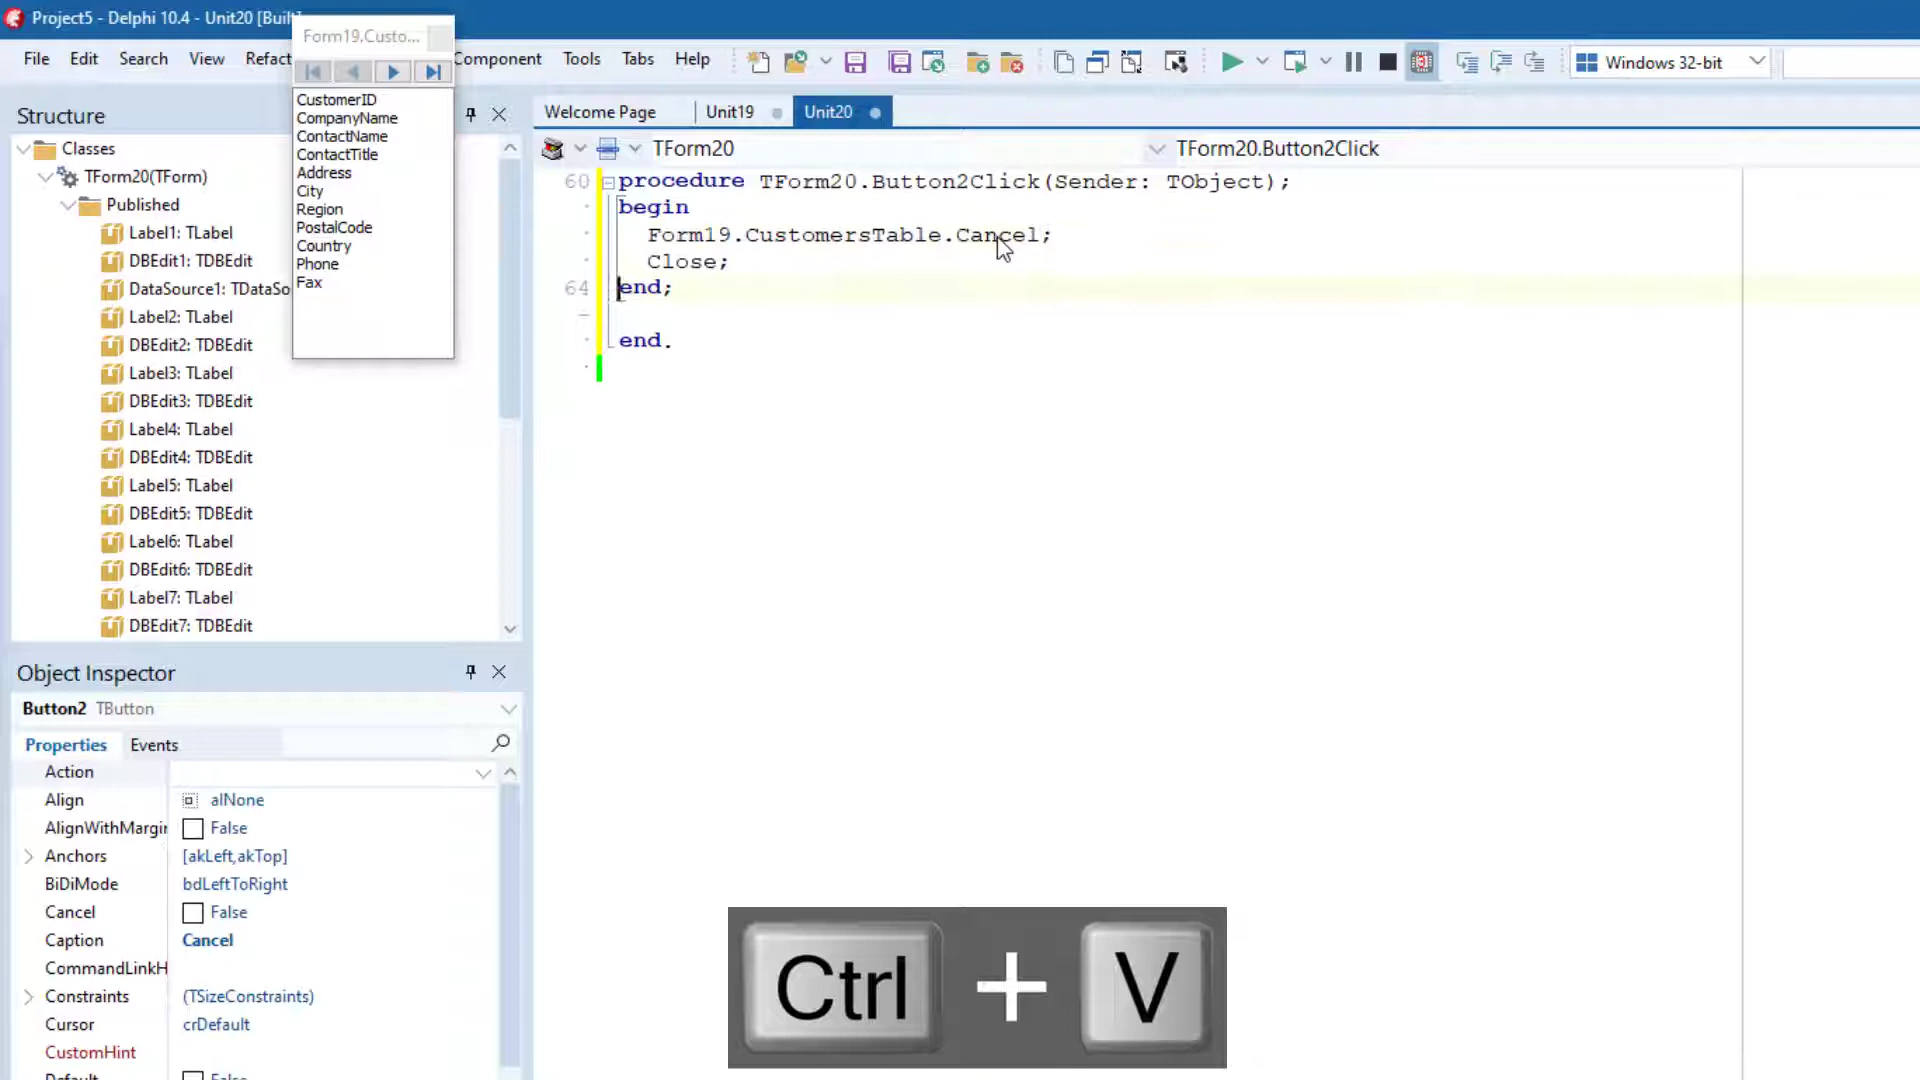 Project5 - Delphi 10.4 - Unit20 [Built]
Form19.Custo...
File Edit Search View Refact Component Tools Tabs Help
Windows 32-bit
CustomerID
CompanyName
ContactName
ContactTitle
Address
City
Region
PostalCode
Country
Phone
Fax
Structure
Classes
TForm20(TForm)
Published
Label1: TLabel
DBEdit1: TDBEdit
DataSource1: TDataSo
Label2: TLabel
DBEdit2: TDBEdit
Label3: TLabel
DBEdit3: TDBEdit
Label4: TLabel
DBEdit4: TDBEdit
Label5: TLabel
DBEdit5: TDBEdit
Label6: TLabel
DBEdit6: TDBEdit
Label7: TLabel
DBEdit7: TDBEdit
Welcome Page Unit19 Unit20
TForm20 TForm20.Button2Click
60 procedure TForm20.Button2Click(Sender: TObject);
begin
Form19.CustomersTable.Cancel;
Close;
64 end;
end.
Object Inspector
Button2 TButton
Properties Events
Action
Align alNone
AlignWithMargin False
Anchors [akLeft,akTop]
BiDiMode bdLeftToRight
Cancel False
Caption Cancel
CommandLinkH
Constraints (TSizeConstraints)
Cursor crDefault
CustomHint
Default False
Ctrl + V